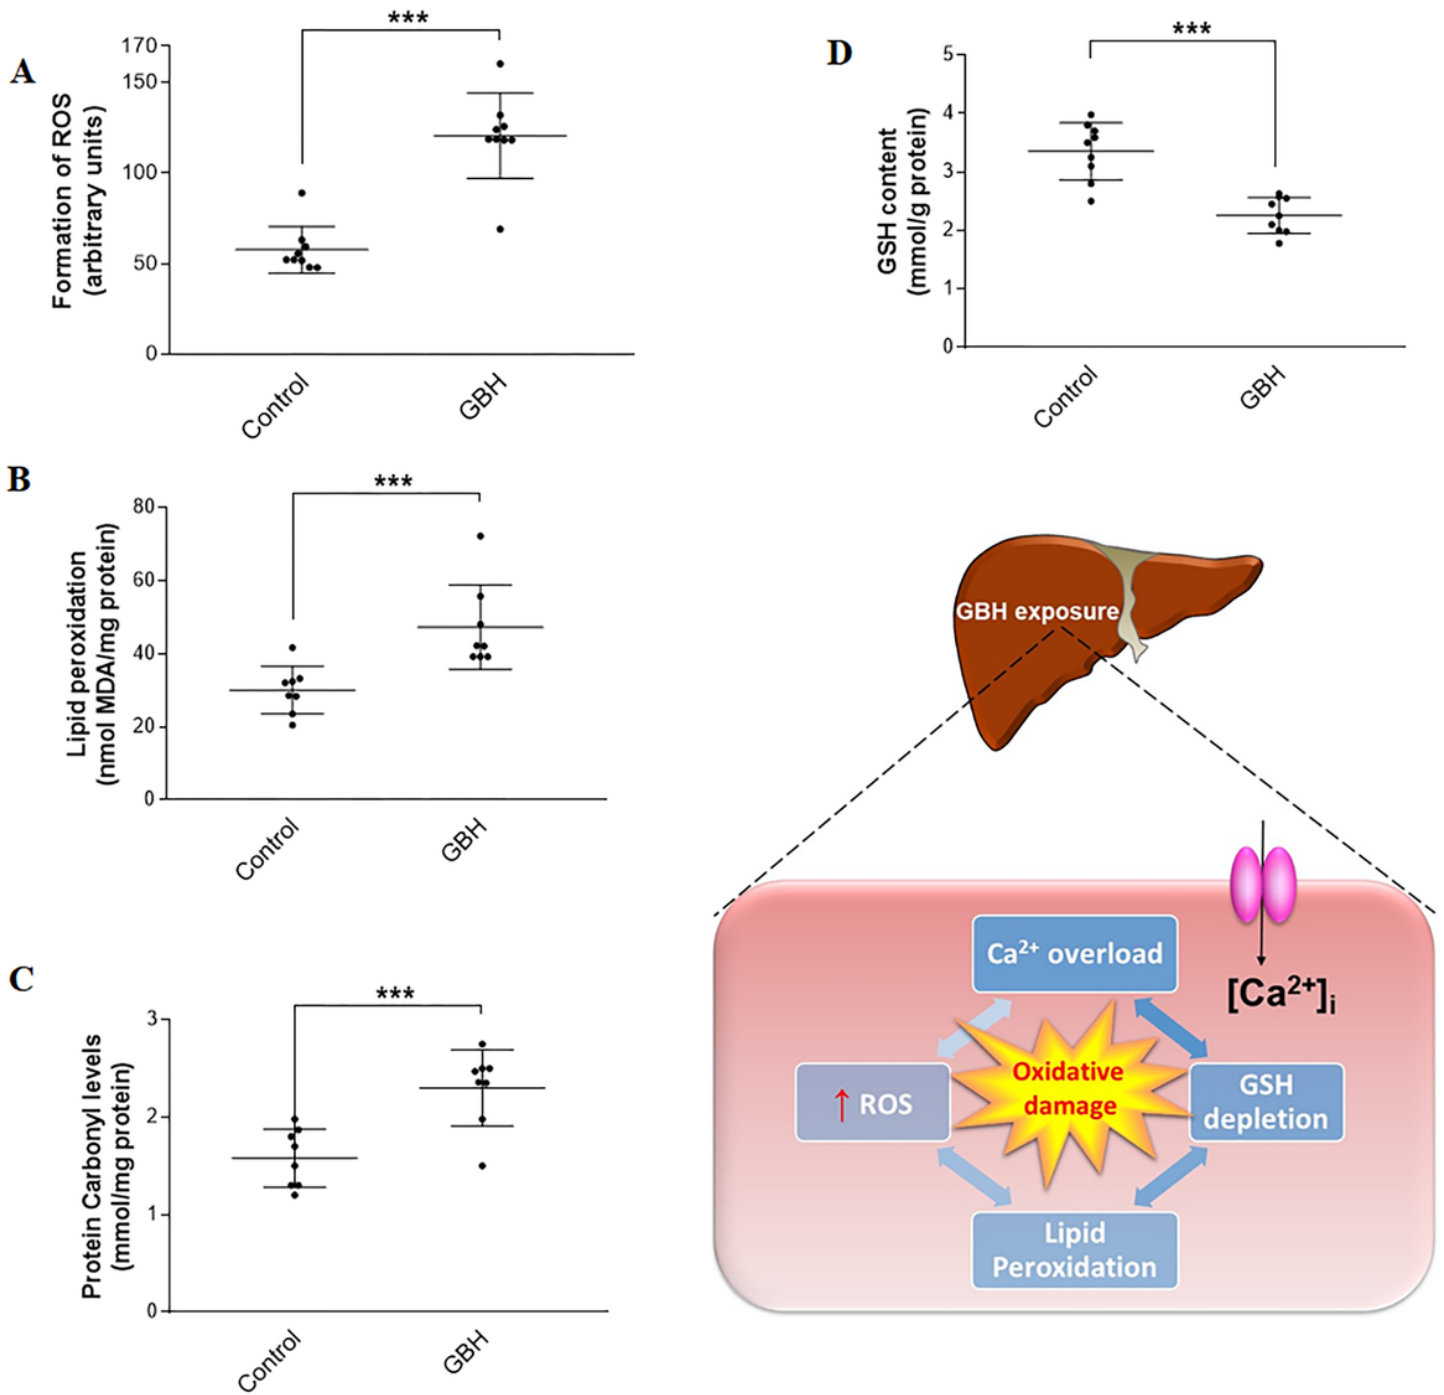 A
Formation of ROS
(arbitrary units)
170
150
100
50
0
***
Control
GBH
D
GSH content
(mmol/g protein)
5
4
3
2
1
0
***
Control
GBH
B
Lipid peroxidation
(nmol MDA/mg protein)
80
60
40
20
0
***
Control
GBH
C
Protein Carbonyl levels
(mmol/mg protein)
3
2
1
0
***
Control
GBH
GBH exposure
Ca²⁺ overload
[Ca²⁺]ᵢ
↑ ROS
Oxidative
damage
GSH
depletion
Lipid
Peroxidation